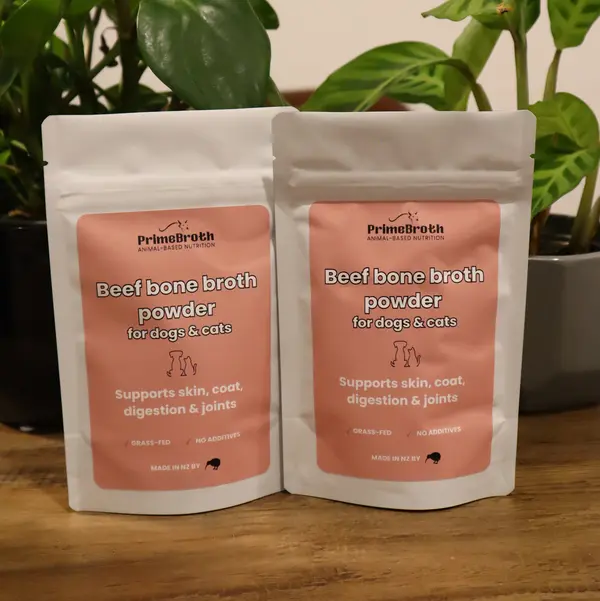 PrimeBroth
ANIMAL-BASED NUTRITION
Beef bone broth
powder
for dogs & cats
Supports skin, coat,
digestion & joints
GRASS-FED
NO ADDITIVES
MADE IN NZ BY
PrimeBroth
ANIMAL-BASED NUTRITION
Beef bone broth
powder
for dogs & cats
Supports skin, coat,
digestion & joints
GRASS-FED
NO ADDITIVES
MADE IN NZ BY